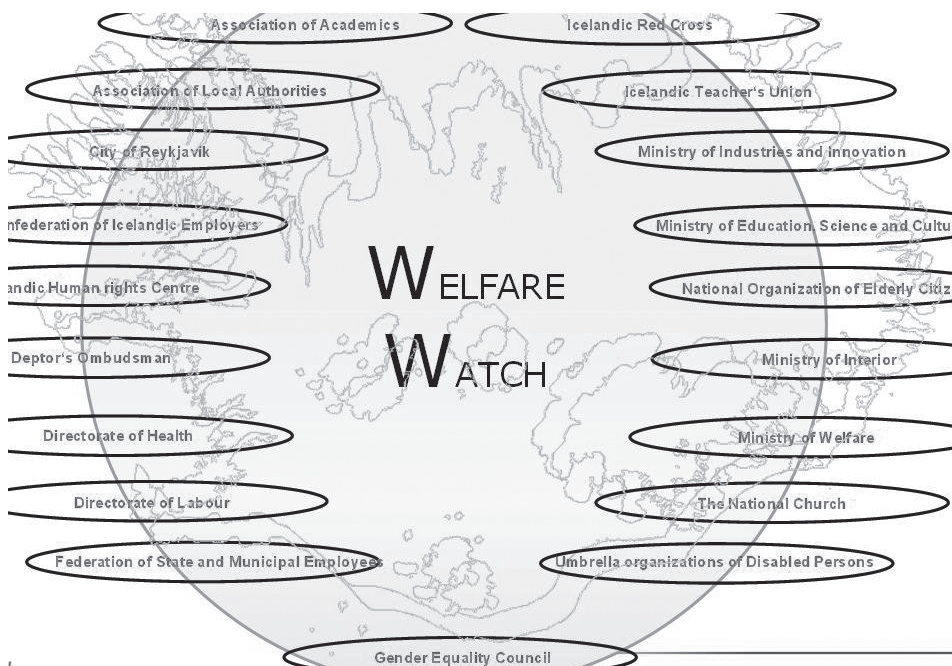 Association of Academics
Icelandic Red Cross
Association of Local Authorities
Icelandic Teacher's Union
City of Reykjavík
Ministry of Industries and innovation
nfederation of Icelandic Employers
Ministry of Education, Science and Cultu
andic Human rights Centre
National Organization of Elderly Citiz
Deptor's Ombudsman
Ministry of Interior
Directorate of Health
Ministry of Welfare
Directorate of Labour
The National Church
Federation of State and Municipal Employees
Umbrella organizations of Disabled Persons
Gender Equality Council
WELFARE
WATCH